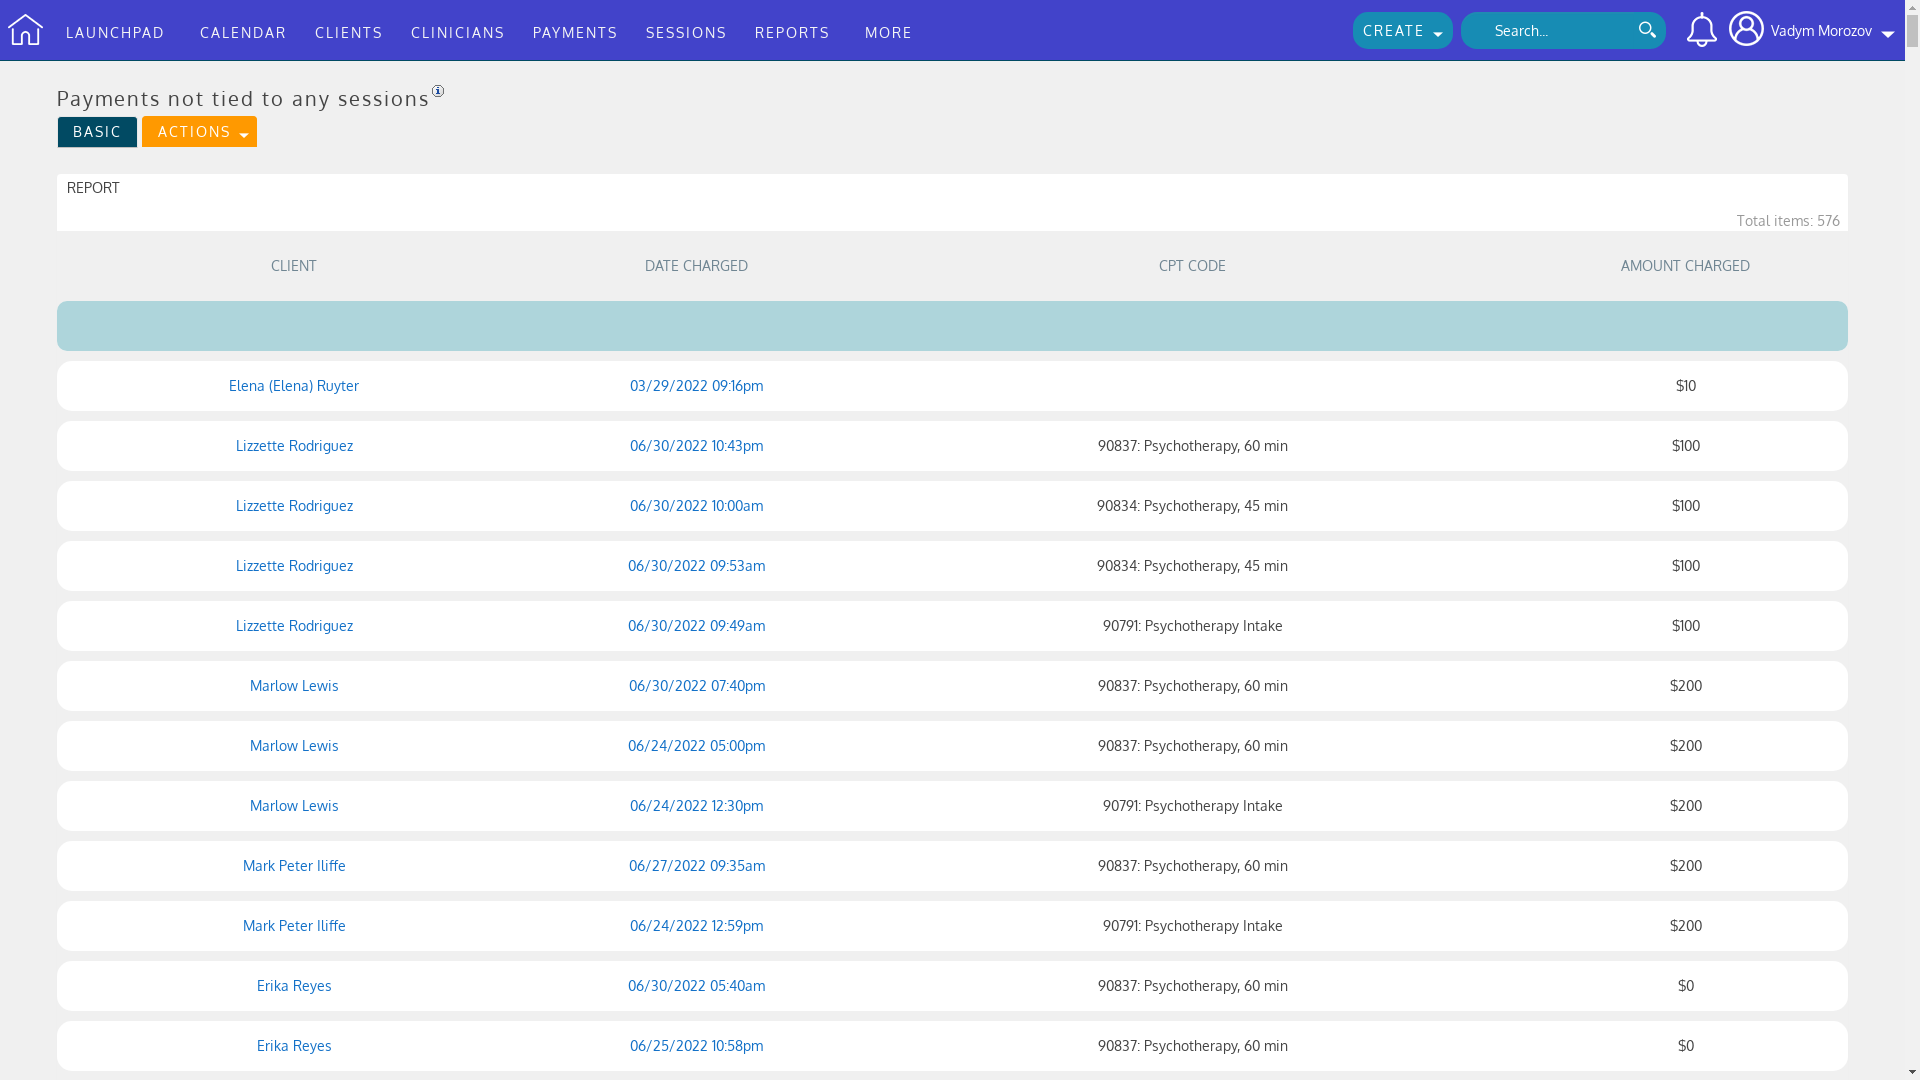 LAUNCHPAD CALENDAR CLIENTS CLINICIANS PAYMENTS SESSIONS REPORTS MORE CREATE Search... Vadym Morozov
Payments not tied to any sessions
BASIC ACTIONS
REPORT
Total items: 576
CLIENT DATE CHARGED CPT CODE AMOUNT CHARGED
Elena (Elena) Ruyter 03/29/2022 09:16pm $10
Lizzette Rodriguez 06/30/2022 10:43pm 90837: Psychotherapy, 60 min $100
Lizzette Rodriguez 06/30/2022 10:00am 90834: Psychotherapy, 45 min $100
Lizzette Rodriguez 06/30/2022 09:53am 90834: Psychotherapy, 45 min $100
Lizzette Rodriguez 06/30/2022 09:49am 90791: Psychotherapy Intake $100
Marlow Lewis 06/30/2022 07:40pm 90837: Psychotherapy, 60 min $200
Marlow Lewis 06/24/2022 05:00pm 90837: Psychotherapy, 60 min $200
Marlow Lewis 06/24/2022 12:30pm 90791: Psychotherapy Intake $200
Mark Peter Iliffe 06/27/2022 09:35am 90837: Psychotherapy, 60 min $200
Mark Peter Iliffe 06/24/2022 12:59pm 90791: Psychotherapy Intake $200
Erika Reyes 06/30/2022 05:40am 90837: Psychotherapy, 60 min $0
Erika Reyes 06/25/2022 10:58pm 90837: Psychotherapy, 60 min $0